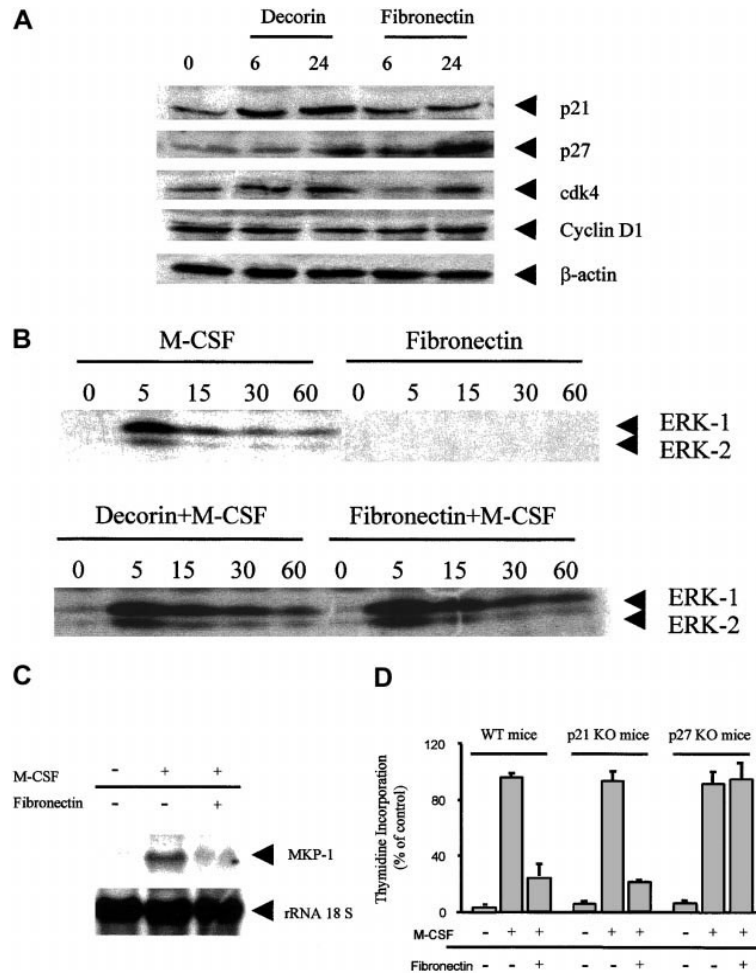 A
Decorin Fibronectin
0 6 24 6 24
p21
p27
cdk4
Cyclin D1
β-actin
B
M-CSF Fibronectin
0 5 15 30 60 0 5 15 30 60
ERK-1
ERK-2
Decorin+M-CSF Fibronectin+M-CSF
0 5 15 30 60 0 5 15 30 60
ERK-1
ERK-2
C
M-CSF - + +
Fibronectin - - +
MKP-1
rRNA 18 S
D
WT mice p21 KO mice p27 KO mice
Thymidine Incorporation
(% of control)
120
80
40
0
M-CSF - + + - + + - + +
Fibronectin - - + - - + - - +